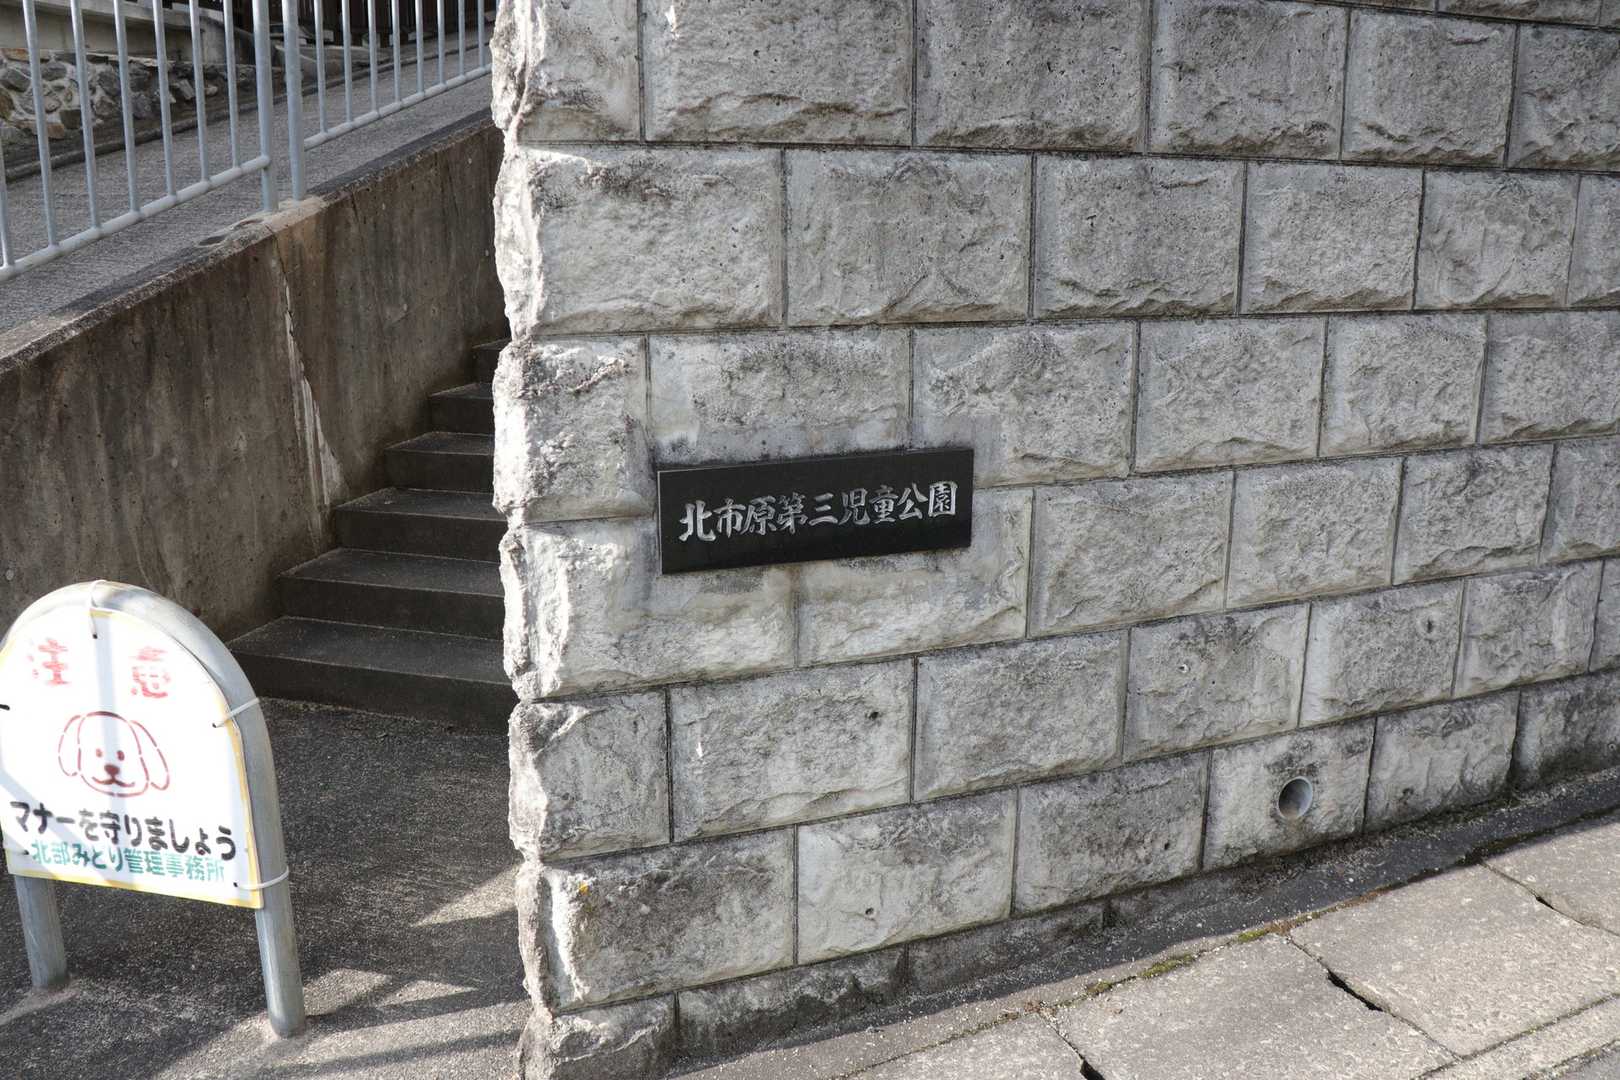 北市原第三児童公園
注意
マナーを守りましょう
北部みどり管理事務所